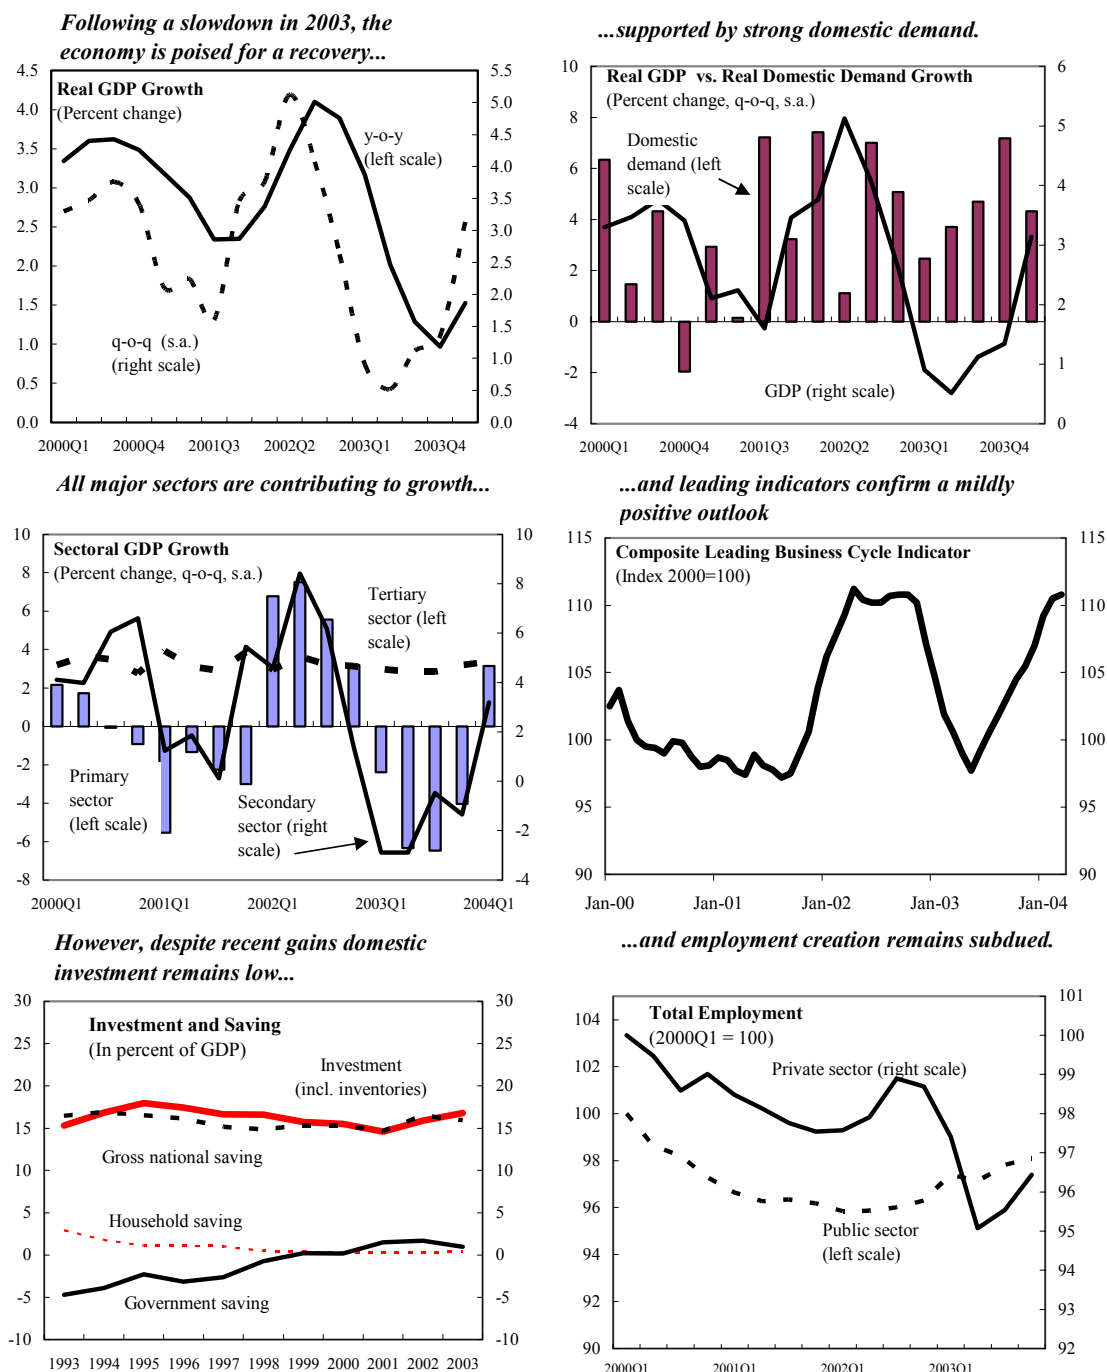 Following a slowdown in 2003, the
economy is poised for a recovery...
4.5
4.0
3.5
3.0
2.5
2.0
1.5
1.0
0.5
0.0
5.5
5.0
4.5
4.0
3.5
3.0
2.5
2.0
1.5
1.0
0.5
0.0
Real GDP Growth
(Percent change)
y-o-y
(left scale)
q-o-q (s.a.)
(right scale)
2000Q1 2000Q4 2001Q3 2002Q2 2003Q1 2003Q4
...supported by strong domestic demand.
10
8
6
4
2
0
-2
-4
6
5
4
3
2
1
0
Real GDP vs. Real Domestic Demand Growth
(Percent change, q-o-q, s.a.)
Domestic
demand (left
scale)
GDP (right scale)
2000Q1 2000Q4 2001Q3 2002Q2 2003Q1 2003Q4
All major sectors are contributing to growth...
10
8
6
4
2
0
-2
-4
-6
-8
10
8
6
4
2
0
-2
-4
Sectoral GDP Growth
(Percent change, q-o-q, s.a.)
Tertiary
sector (left
scale)
Primary
sector
(left scale)
Secondary
sector (right
scale)
2000Q1 2001Q1 2002Q1 2003Q1 2004Q1
...and leading indicators confirm a mildly
positive outlook
115
110
105
100
95
90
115
110
105
100
95
90
Composite Leading Business Cycle Indicator
(Index 2000=100)
Jan-00 Jan-01 Jan-02 Jan-03 Jan-04
However, despite recent gains domestic
investment remains low...
30
25
20
15
10
5
0
-5
-10
30
25
20
15
10
5
0
-5
-10
Investment and Saving
(In percent of GDP)
Investment
(incl. inventories)
Gross national saving
Household saving
Government saving
1993 1994 1995 1996 1997 1998 1999 2000 2001 2002 2003
...and employment creation remains subdued.
104
102
100
98
96
94
92
90
101
100
99
98
97
96
95
94
93
92
Total Employment
(2000Q1 = 100)
Private sector (right scale)
Public sector
(left scale)
2000Q1 2001Q1 2002Q1 2003Q1